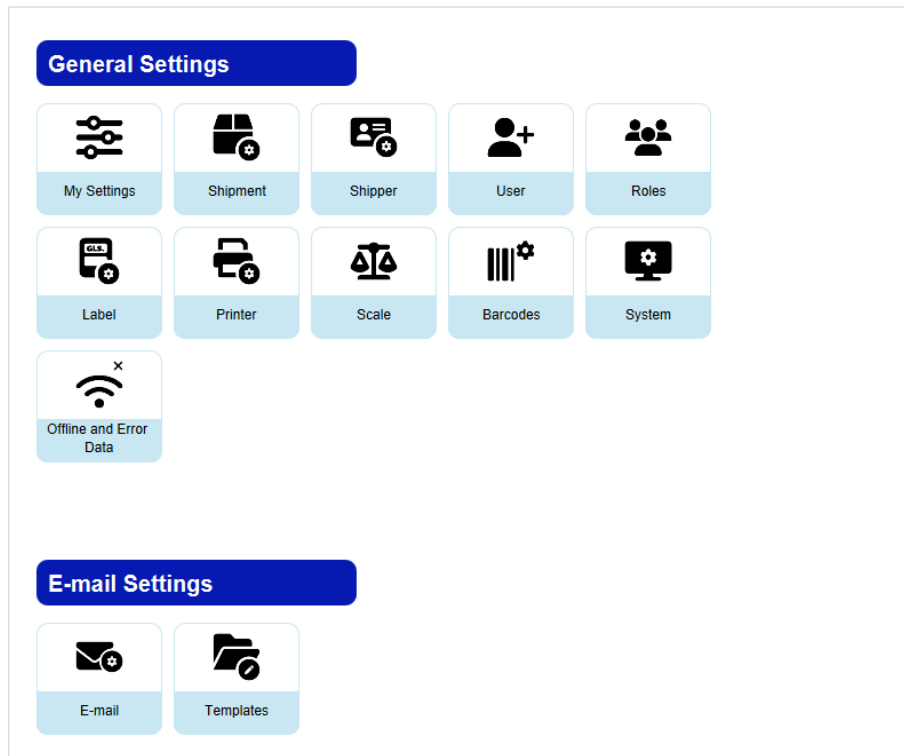 General Settings
My Settings
Shipment
Shipper
User
Roles
GLS.
Label
Printer
Scale
Barcodes
System
Offline and Error
Data
E-mail Settings
E-mail
Templates